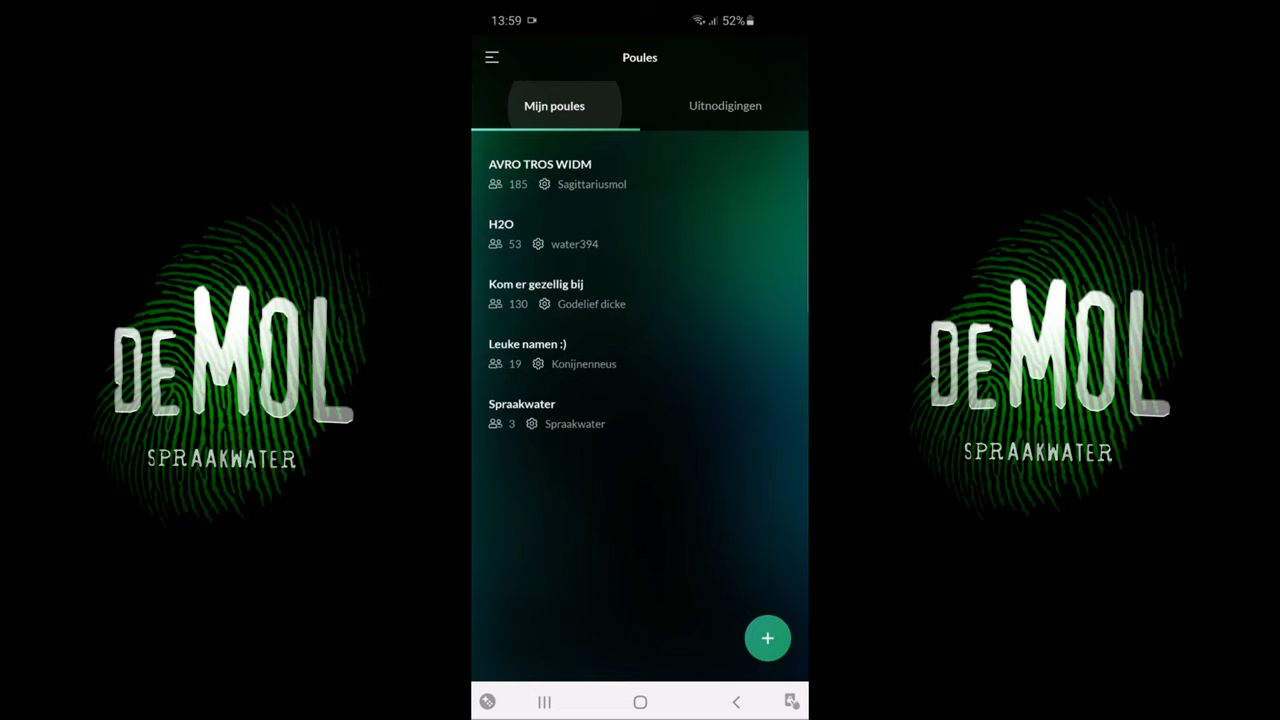 13:59
52%
Poules
Mijn poules
Uitnodigingen
AVRO TROS WIDM
185 Sagittariusmol
H2O
53 water394
Kom er gezellig bij
130 Godelief dicke
Leuke namen :)
19 Konijnenneus
Spraakwater
3 Spraakwater
+
DE MOL
SPRAAKWATER
DE MOL
SPRAAKWATER